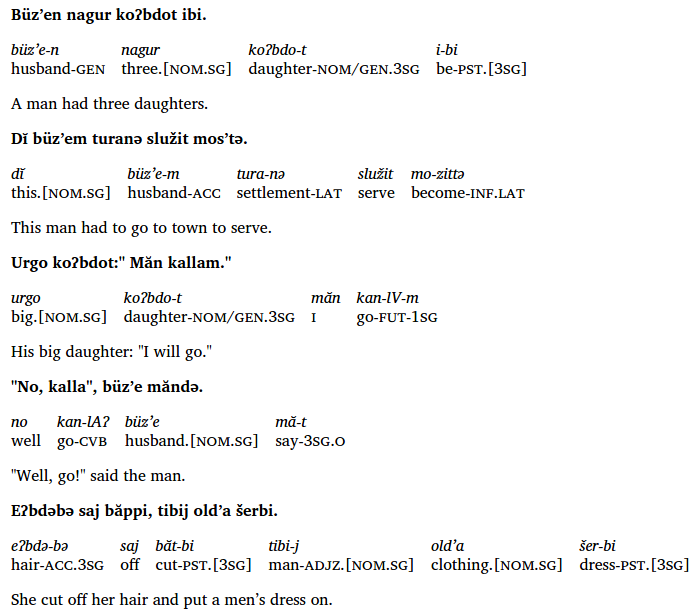 Büz’en nagur koʔbdot ibi.
büz’e-n nagur koʔbdo-t i-bi
husband-GEN three.[NOM.SG] daughter-NOM/GEN.3SG be-PST.[3SG]
A man had three daughters.
Dĭ büz’em turanə služit mos’tə.
dĭ büz’e-m tura-nə služit mo-zittə
this.[NOM.SG] husband-ACC settlement-LAT serve become-INF.LAT
This man had to go to town to serve.
Urgo koʔbdot:" Măn kallam."
urgo koʔbdo-t măn kan-lV-m
big.[NOM.SG] daughter-NOM/GEN.3SG I go-FUT-1SG
His big daughter: "I will go."
"No, kalla", büz’e măndə.
no kan-lAʔ büz’e mă-t
well go-CVB husband.[NOM.SG] say-3SG.O
"Well, go!" said the man.
Eʔbdəbə saj băppi, tibij old’a šerbi.
eʔbdə-bə saj băt-bi tibi-j old’a šer-bi
hair-ACC.3SG off cut-PST.[3SG] man-ADJZ.[NOM.SG] clothing.[NOM.SG] dress-PST.[3SG]
She cut off her hair and put a men’s dress on.